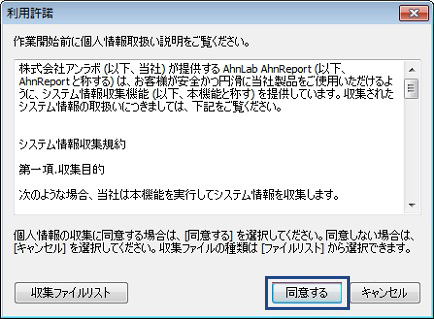 利用許諾
作業開始前に個人情報取扱い説明をご覧ください。
株式会社アンラボ (以下、当社) が提供する AhnLab AhnReport (以下、
AhnReport と称する) は、お客様が安全かつ円滑に当社製品をご使用いただけるよ
うに、システム情報収集機能 (以下、本機能と称す) を提供しています。収集された
システム情報の取扱いにつきましては、下記をご覧ください。
システム情報収集規約
第一項.収集目的
次のような場合、当社は本機能を実行してシステム情報を収集します。
個人情報の収集に同意する場合は、[同意する] を選択してください。同意しない場合は、
[キャンセル] を選択してください。収集ファイルの種類は [ファイルリスト] から選択できます。
収集ファイルリスト 同意する キャンセル